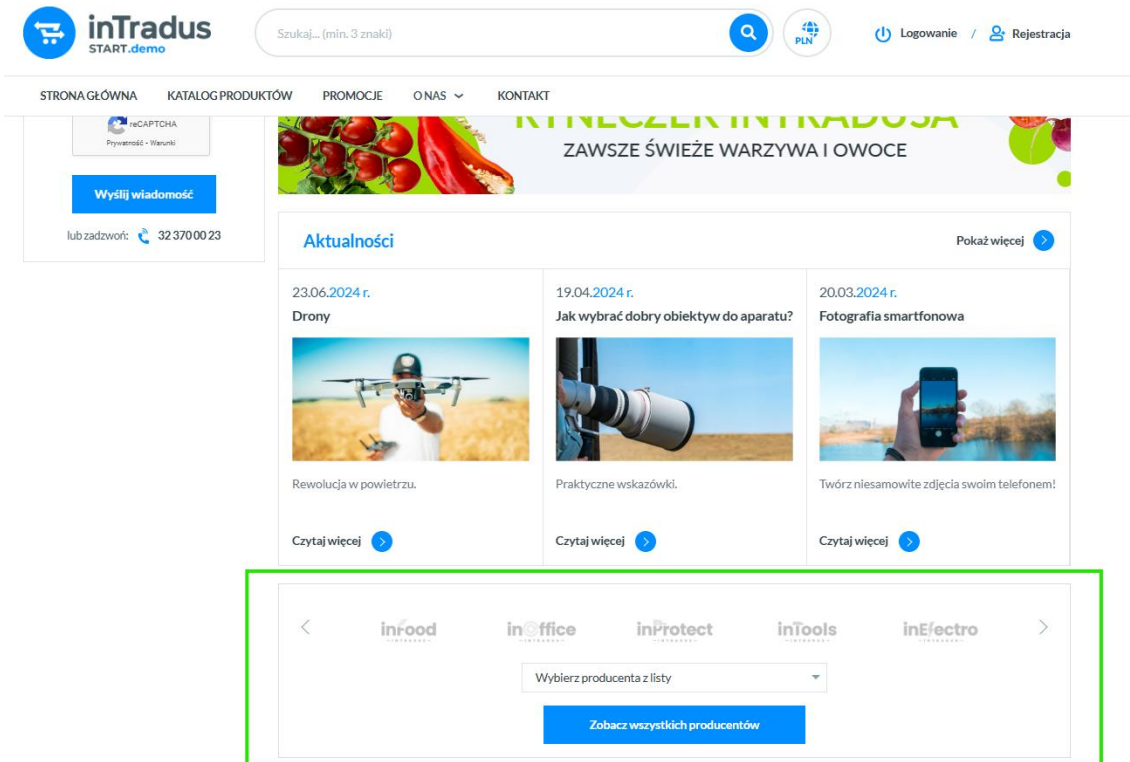 inTradus
START.demo
Szukaj... (min. 3 znaki)
PLN
Logowanie / Rejestracja
STRONA GŁÓWNA KATALOG PRODUKTÓW PROMOCJE O NAS KONTAKT
reCAPTCHA
Prywatność - Warunki
Wyślij wiadomość
lub zadzwoń: 32 370 00 23
RYNECZEK INTRADUSA
ZAWSZE ŚWIEŻE WARZYWA I OWOCE
Aktualności
Pokaż więcej
23.06.2024 r.
Drony
Rewolucja w powietrzu.
Czytaj więcej
19.04.2024 r.
Jak wybrać dobry obiektyw do aparatu?
Praktyczne wskazówki.
Czytaj więcej
20.03.2024 r.
Fotografia smartfonowa
Twórz niesamowite zdjęcia swoim telefonem!
Czytaj więcej
inFood inOffice inProtect inTools inElectro
Wybierz producenta z listy
Zobacz wszystkich producentów